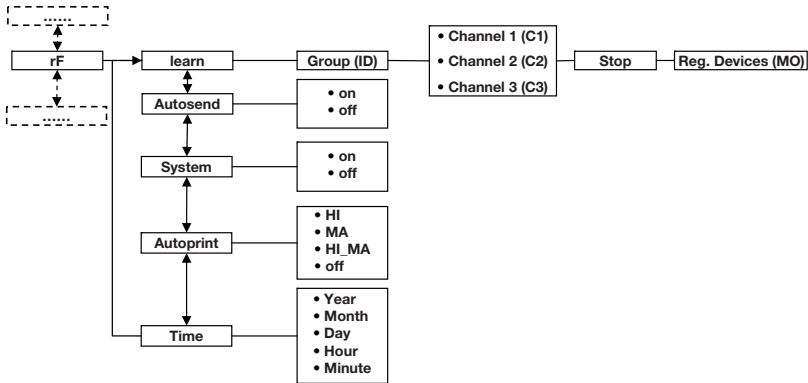 ......
rF
......
learn
Group (ID)
• Channel 1 (C1)
• Channel 2 (C2)
• Channel 3 (C3)
Stop
Reg. Devices (MO)
Autosend
• on
• off
System
• on
• off
Autoprint
• HI
• MA
• HI_MA
• off
Time
• Year
• Month
• Day
• Hour
• Minute